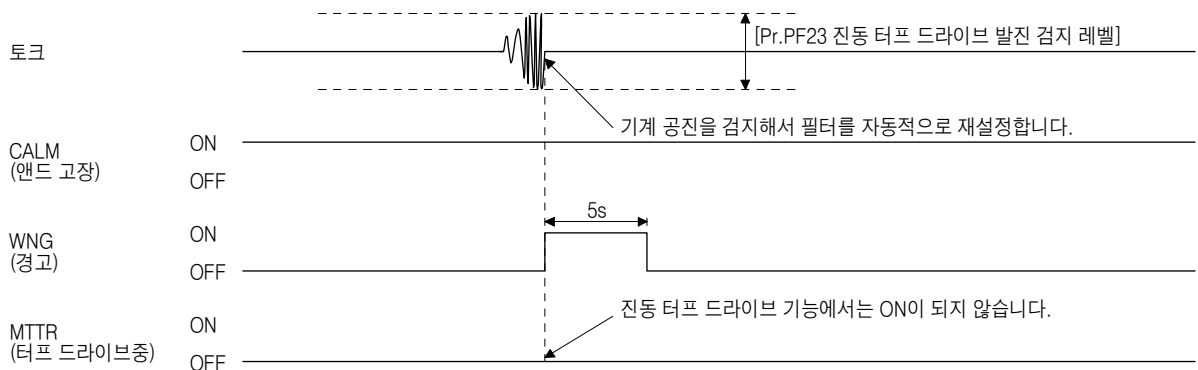 [Pr.PF23 진동 터프 드라이브 발진 검지 레벨]
토크
기계 공진을 검지해서 필터를 자동적으로 재설정합니다.
CALM
(앤드 고장)
ON
OFF
5s
WNG
(경고)
ON
OFF
진동 터프 드라이브 기능에서는 ON이 되지 않습니다.
MTTR
(터프 드라이브중)
ON
OFF